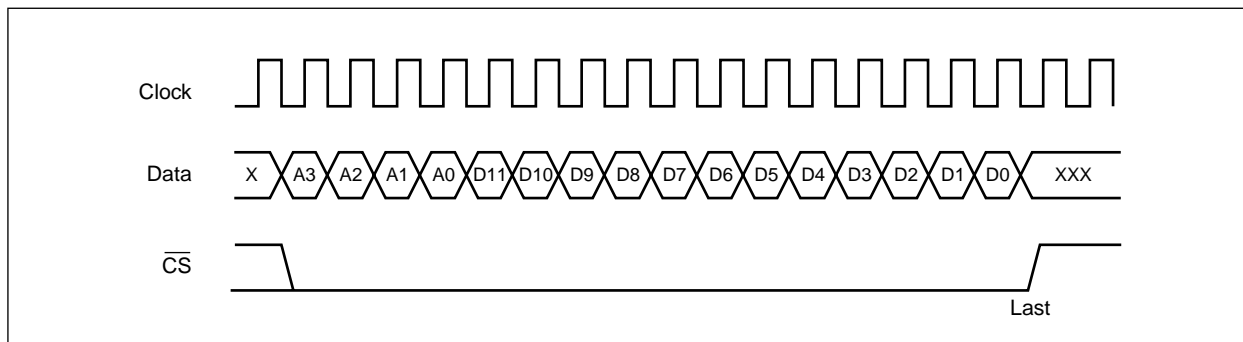 Clock
Data X A3 A2 A1 A0 D11 D10 D9 D8 D7 D6 D5 D4 D3 D2 D1 D0 XXX
CS
Last